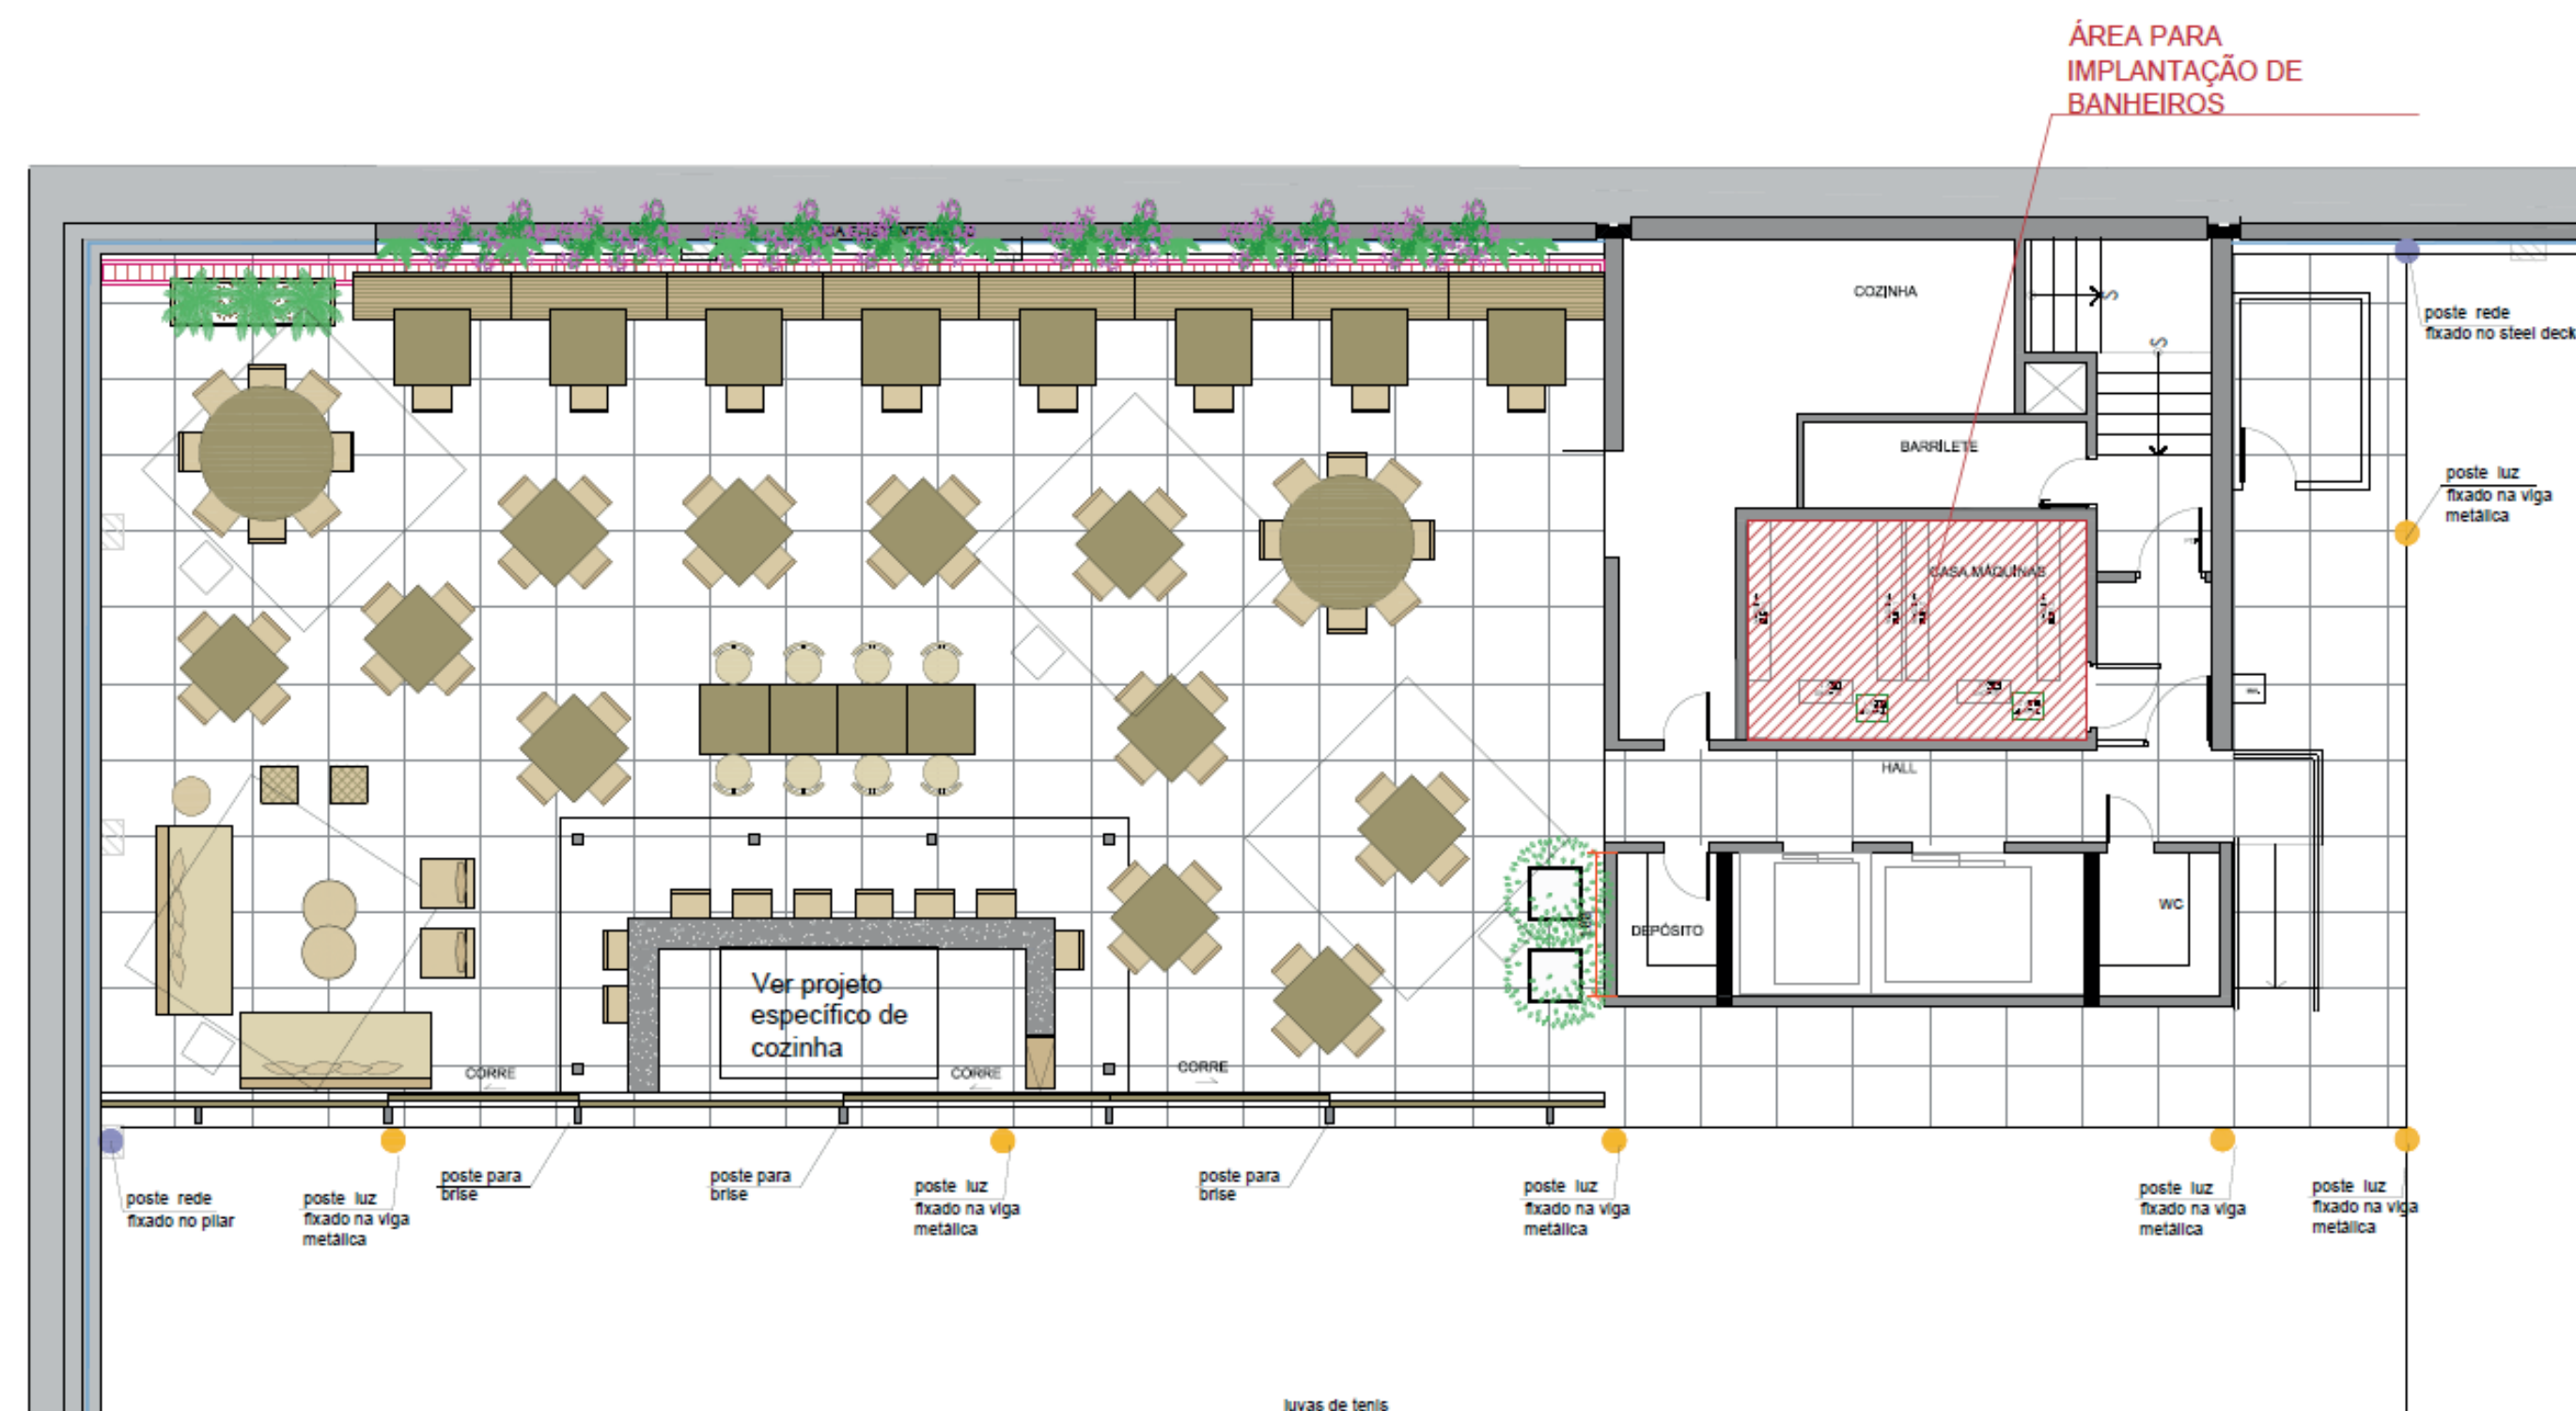 ÁREA PARA
IMPLANTAÇÃO DE
BANHEIROS
COZINHA
S
poste rede
fixado no steel deck
S
BARRILETE
poste luz
fixado na viga
metálica
CASA MÁQUINAS
HALL
WC
DEPÓSITO
Ver projeto
específico de
cozinha
CORRE
CORRE
CORRE
poste rede
fixado no pilar
poste luz
fixado na viga
metálica
poste para
brise
poste para
brise
poste luz
fixado na viga
metálica
poste para
brise
poste luz
fixado na viga
metálica
poste luz
fixado na viga
metálica
poste luz
fixado na viga
metálica
luvas de tenis